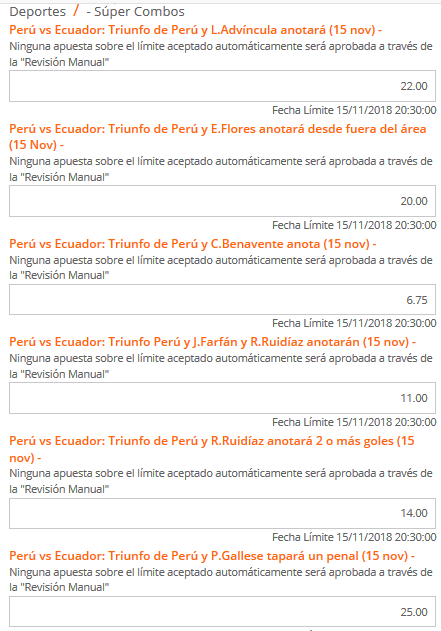 Deportes / - Súper Combos
Perú vs Ecuador: Triunfo de Perú y L.Advíncula anotará (15 nov) -
Ninguna apuesta sobre el límite aceptado automáticamente será aprobada a través de
la "Revisión Manual"
22.00
Fecha Límite 15/11/2018 20:30:00
Perú vs Ecuador: Triunfo de Perú y E.Flores anotará desde fuera del área
(15 Nov) -
Ninguna apuesta sobre el límite aceptado automáticamente será aprobada a través de
la "Revisión Manual"
20.00
Fecha Límite 15/11/2018 20:30:00
Perú vs Ecuador: Triunfo de Perú y C.Benavente anota (15 nov) -
Ninguna apuesta sobre el límite aceptado automáticamente será aprobada a través de
la "Revisión Manual"
6.75
Fecha Límite 15/11/2018 20:30:00
Perú vs Ecuador: Triunfo Perú y J.Farfán y R.Ruidíaz anotarán (15 nov) -
Ninguna apuesta sobre el límite aceptado automáticamente será aprobada a través de
la "Revisión Manual"
11.00
Fecha Límite 15/11/2018 20:30:00
Perú vs Ecuador: Triunfo de Perú y R.Ruidíaz anotará 2 o más goles (15
nov) -
Ninguna apuesta sobre el límite aceptado automáticamente será aprobada a través de
la "Revisión Manual"
14.00
Fecha Límite 15/11/2018 20:30:00
Perú vs Ecuador: Triunfo de Perú y P.Gallese tapará un penal (15 nov) -
Ninguna apuesta sobre el límite aceptado automáticamente será aprobada a través de
la "Revisión Manual"
25.00